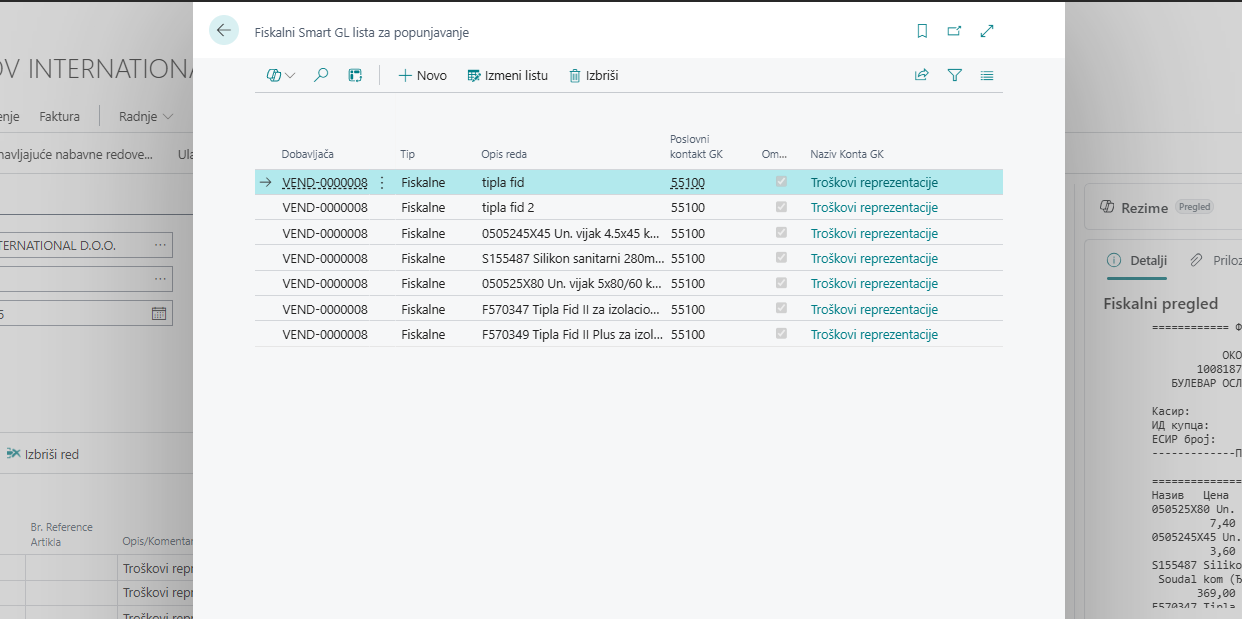 Fiskalni Smart GL lista za popunjavanje
Novo
Izmeni listu
Izbriši
Dobavljača Tip Opis reda Poslovni kontakt GK Om... Naziv Konta GK
VEND-0000008 Fiskalne tipla fid 55100 Troškovi reprezentacije
VEND-0000008 Fiskalne tipla fid 2 55100 Troškovi reprezentacije
VEND-0000008 Fiskalne 0505245X45 Un. vijak 4.5x45 k... 55100 Troškovi reprezentacije
VEND-0000008 Fiskalne S155487 Silikon sanitarni 280m... 55100 Troškovi reprezentacije
VEND-0000008 Fiskalne 050525X80 Un. vijak 5x80/60 k... 55100 Troškovi reprezentacije
VEND-0000008 Fiskalne F570347 Tipla Fid II za izolacio... 55100 Troškovi reprezentacije
VEND-0000008 Fiskalne F570349 Tipla Fid II Plus za izol... 55100 Troškovi reprezentacije
OV INTERNATIONA
enje Faktura Radnje
navljajuće nabavne redove... Ula
TERNATIONAL D.O.O. ...
...
5
Izbriši red
Br. Reference
Artikla
Opis/Komentar
Troškovi repr
Troškovi repr
Troškovi repr
Rezime Pregled
Detalji Priloz
Fiskalni pregled
============ Ф
ОКО
1008187
БУЛЕВАР ОСЛ
Касир:
ИД купца:
ЕСИР број:
-------------П
==============
Назив Цена
050525X80 Un.
7,40
0505245X45 Un.
3,60
S155487 Siliko
Soudal kom (Ђ
369,00
F570347 Tipla